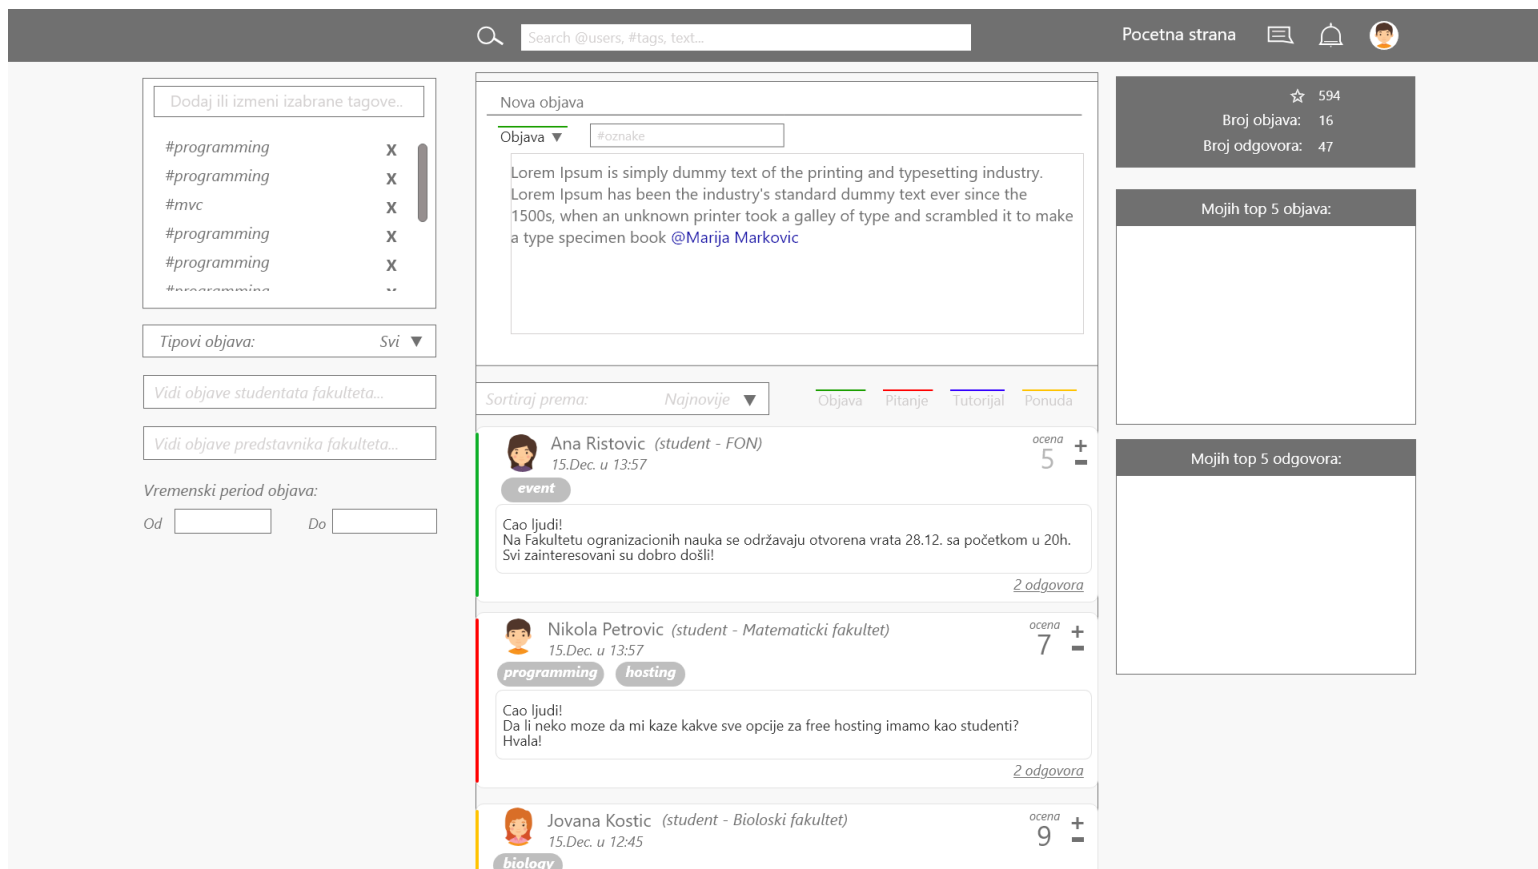 Search @users, #tags, text...
Pocetna strana
Dodaj ili izmeni izabrane tagove..
#programming X
#programming X
#mvc X
#programming X
#programming X
#programming X
Tipovi objava: Svi
Vidi objave studentata fakulteta...
Vidi objave predstavnika fakulteta...
Vremenski period objava:
Od Do
Nova objava
Objava #oznake
Lorem Ipsum is simply dummy text of the printing and typesetting industry.
Lorem Ipsum has been the industry's standard dummy text ever since the
1500s, when an unknown printer took a galley of type and scrambled it to make
a type specimen book @Marija Markovic
Sortiraj prema: Najnovije
Objava Pitanje Tutorijal Ponuda
Ana Ristovic (student - FON)
15.Dec. u 13:57
ocena
5
event
Cao ljudi!
Na Fakultetu ogranizacionih nauka se održavaju otvorena vrata 28.12. sa početkom u 20h.
Svi zainteresovani su dobro došli!
2 odgovora
Nikola Petrovic (student - Matematicki fakultet)
15.Dec. u 13:57
ocena
7
programming hosting
Cao ljudi!
Da li neko moze da mi kaze kakve sve opcije za free hosting imamo kao studenti?
Hvala!
2 odgovora
Jovana Kostic (student - Bioloski fakultet)
15.Dec. u 12:45
ocena
9
biology
594
Broj objava: 16
Broj odgovora: 47
Mojih top 5 objava:
Mojih top 5 odgovora: